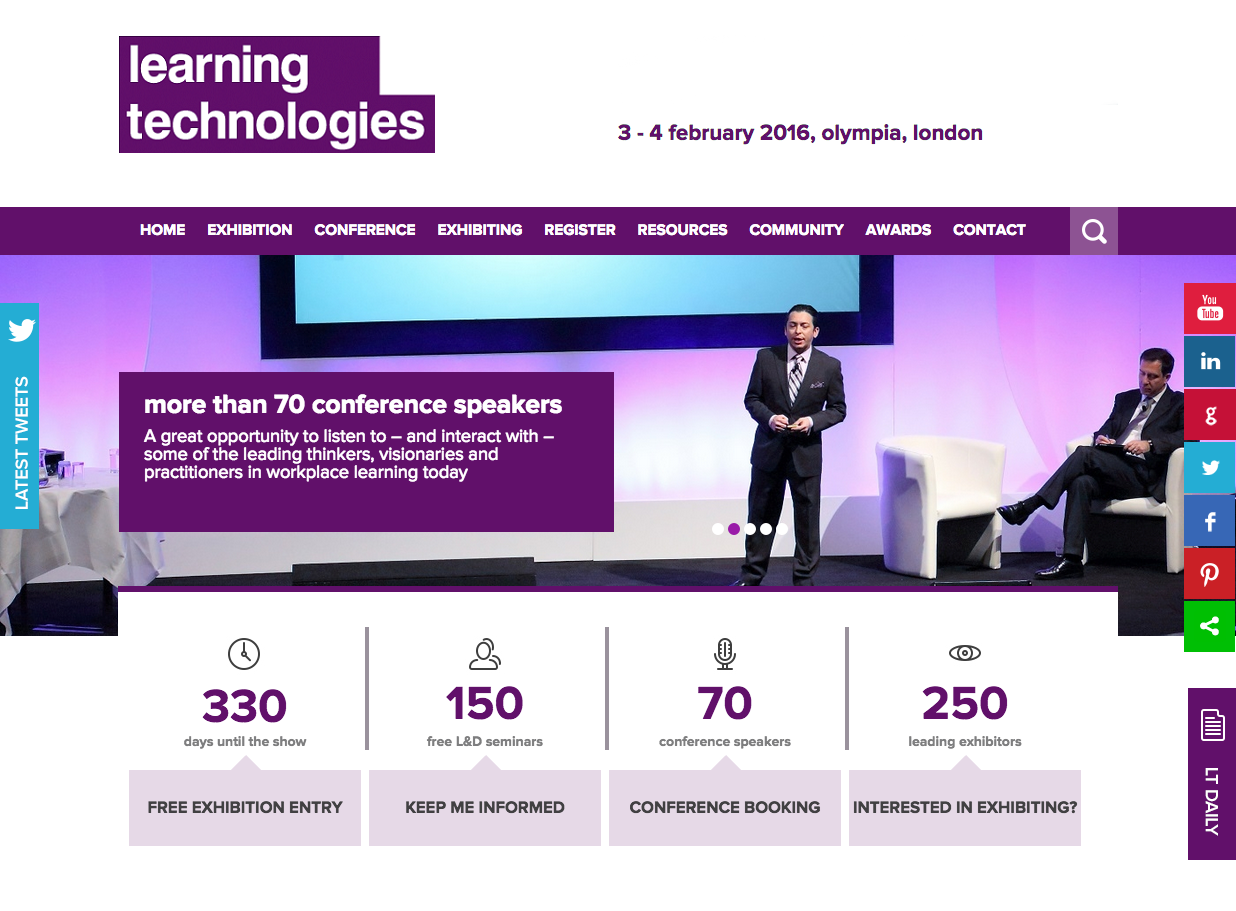 learning
technologies
3 - 4 february 2016, olympia, london
HOME EXHIBITION CONFERENCE EXHIBITING REGISTER RESOURCES COMMUNITY AWARDS CONTACT
LATEST TWEETS
more than 70 conference speakers
A great opportunity to listen to – and interact with –
some of the leading thinkers, visionaries and
practitioners in workplace learning today
You
Tube
in
g
f
330
days until the show
150
free L&D seminars
70
conference speakers
250
leading exhibitors
FREE EXHIBITION ENTRY
KEEP ME INFORMED
CONFERENCE BOOKING
INTERESTED IN EXHIBITING?
LT DAILY